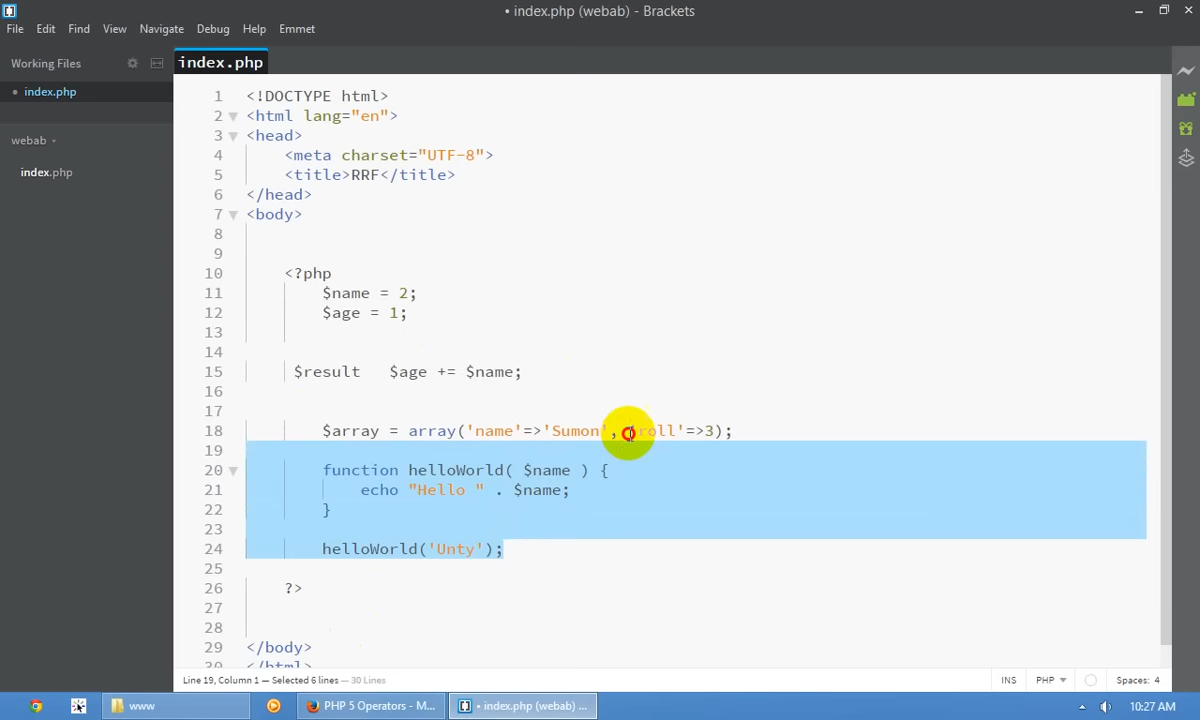 • index.php (webab) - Brackets
File Edit Find View Navigate Debug Help Emmet
Working Files
index.php
• index.php
webab
index.php
1 <!DOCTYPE html>
2 <html lang="en">
3 <head>
4 <meta charset="UTF-8">
5 <title>RRF</title>
6 </head>
7 <body>
8
9
10 <?php
11 $name = 2;
12 $age = 1;
13
14
15 $result $age += $name;
16
17
18 $array = array('name'=>'Sumon', 'roll'=>3);
19
20 function helloWorld( $name ) {
21 echo "Hello " . $name;
22 }
23
24 helloWorld('Unty');
25
26 ?>
27
28
29 </body>
30 </html>
Line 19, Column 1 — Selected 6 lines — 30 Lines
INS PHP Spaces: 4
www
PHP 5 Operators - M...
• index.php (webab) ...
10:27 AM